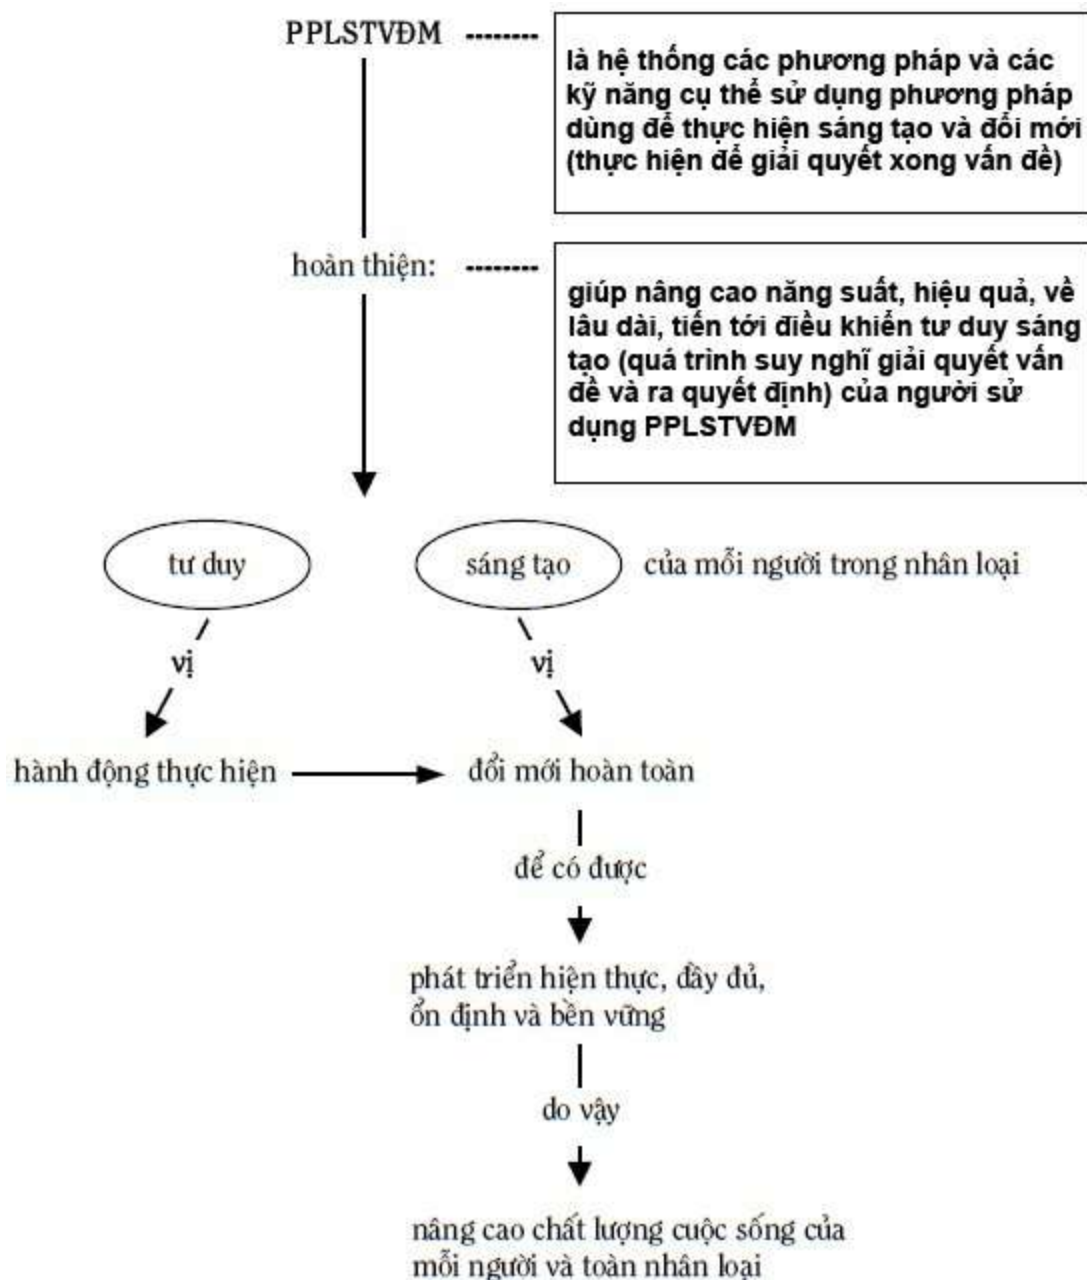 PPLSTVĐM --------
là hệ thống các phương pháp và các
kỹ năng cụ thể sử dụng phương pháp
dùng để thực hiện sáng tạo và đổi mới
(thực hiện để giải quyết xong vấn đề)
hoàn thiện: --------
giúp nâng cao năng suất, hiệu quả, về
lâu dài, tiến tới điều khiển tư duy sáng
tạo (quá trình suy nghĩ giải quyết vấn
đề và ra quyết định) của người sử
dụng PPLSTVĐM
tư duy sáng tạo của mỗi người trong nhân loại
vị vị
hành động thực hiện đổi mới hoàn toàn
để có được
phát triển hiện thực, đầy đủ,
ổn định và bền vững
do vậy
nâng cao chất lượng cuộc sống của
mỗi người và toàn nhân loại